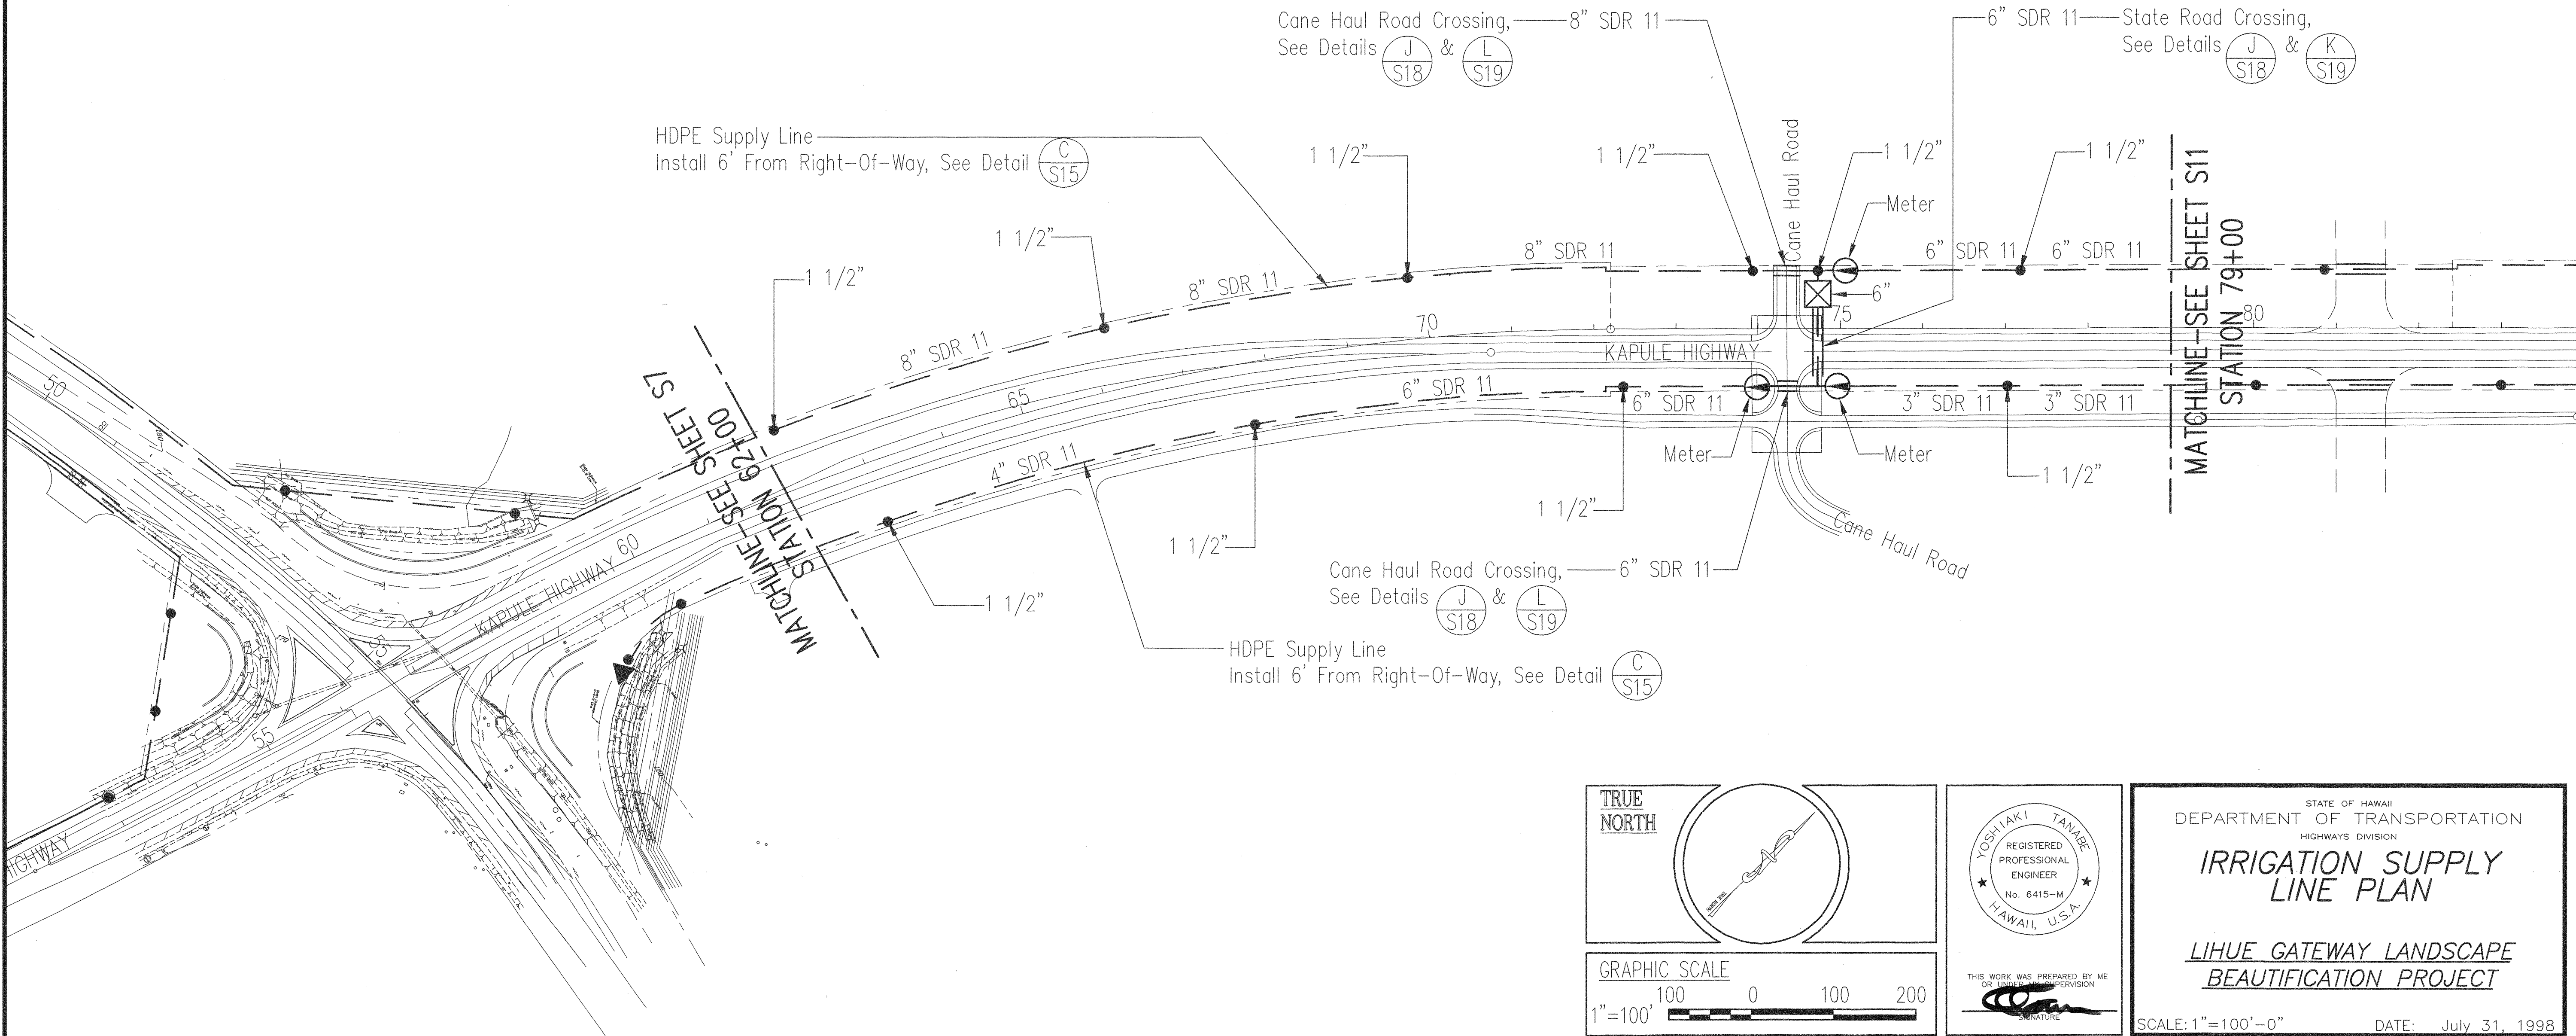 Cane Haul Road Crossing, 8" SDR 11
See Details J S18 & L S19
6" SDR 11 State Road Crossing,
See Details J S18 & K S19
HDPE Supply Line
Install 6' From Right-Of-Way, See Detail C S15
1 1/2"
1 1/2"
1 1/2"
1 1/2"
1 1/2"
1 1/2"
Cane Haul Road
Meter
8" SDR 11
8" SDR 11
8" SDR 11
6" SDR 11
6" SDR 11
6"
MATCHLINE-SEE SHEET S11
STATION 79+00
MATCHLINE-SEE SHEET S7
STATION 62+00
50
55
60
65
70
75
80
KAPULE HIGHWAY
KAPULE HIGHWAY
HIGHWAY
4" SDR 11
6" SDR 11
6" SDR 11
3" SDR 11
3" SDR 11
Meter
Meter
1 1/2"
1 1/2"
1 1/2"
1 1/2"
Cane Haul Road
Cane Haul Road Crossing, 6" SDR 11
See Details J S18 & L S19
HDPE Supply Line
Install 6' From Right-Of-Way, See Detail C S15
TRUE
NORTH
TRUE NORTH
GRAPHIC SCALE
100 0 100 200
1"=100'
YOSHIAKI TANABE
REGISTERED
PROFESSIONAL
ENGINEER
No. 6415-M
HAWAII, U.S.A.
THIS WORK WAS PREPARED BY ME
OR UNDER MY SUPERVISION
SIGNATURE
STATE OF HAWAII
DEPARTMENT OF TRANSPORTATION
HIGHWAYS DIVISION
IRRIGATION SUPPLY
LINE PLAN
LIHUE GATEWAY LANDSCAPE
BEAUTIFICATION PROJECT
SCALE: 1"=100'-0" DATE: July 31, 1998